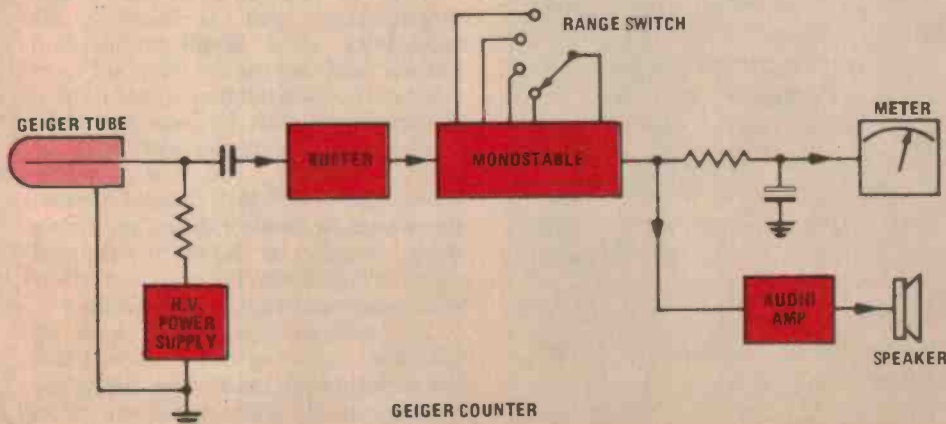 RANGE SWITCH
GEIGER TUBE
METER
BUFFER
MONOSTABLE
H.V.
POWER
SUPPLY
AUDIO
AMP
SPEAKER
GEIGER COUNTER